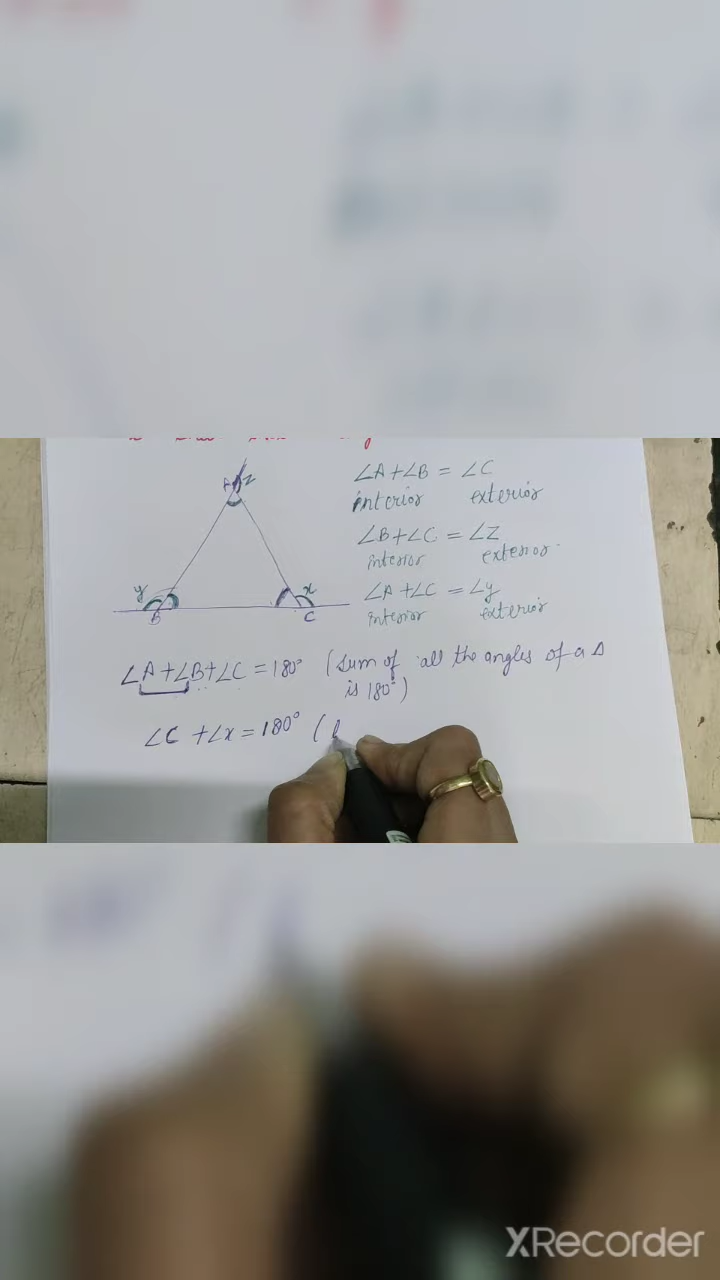 Z
y
x
B
C
∠A+∠B = ∠C
interior exterior
∠B+∠C = ∠Z
interior exterior
∠A+∠C = ∠y
interior exterior
∠A+∠B+∠C = 180° (Sum of all the angles of a Δ
is 180°)
∠C +∠x = 180° (
XRecorder